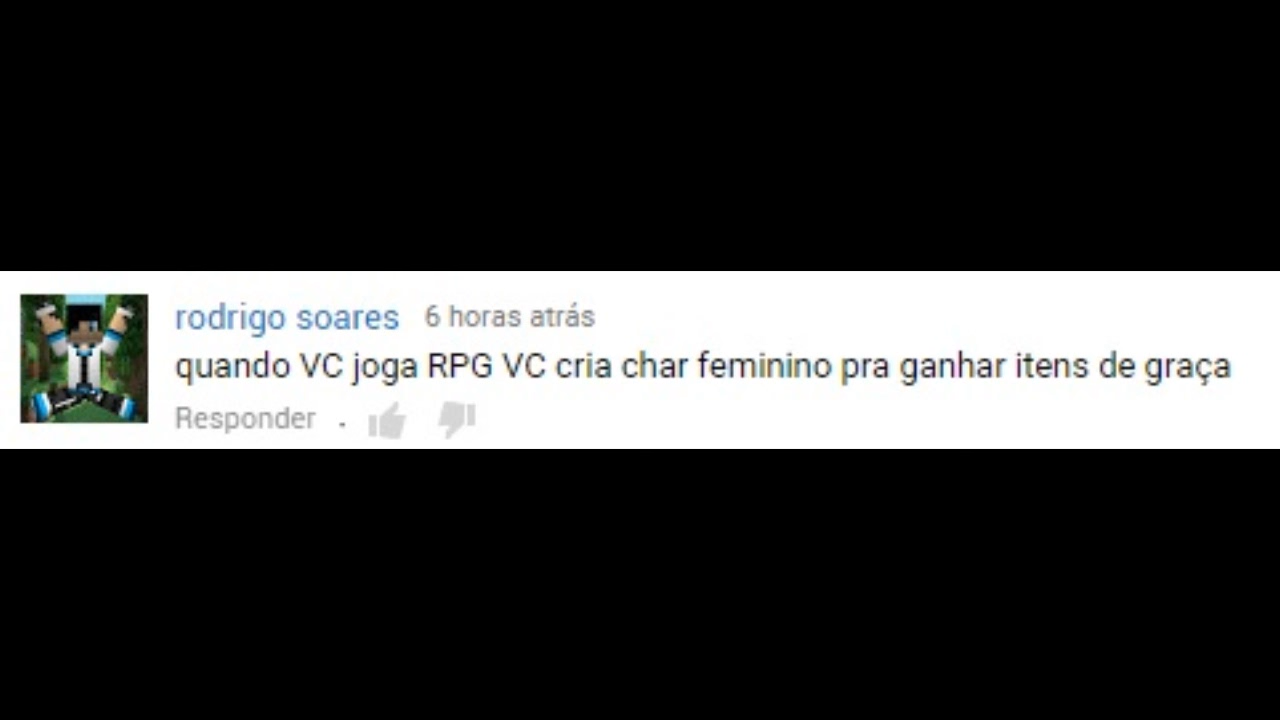 rodrigo soares 6 horas atrás
quando VC joga RPG VC cria char feminino pra ganhar itens de graça
Responder .